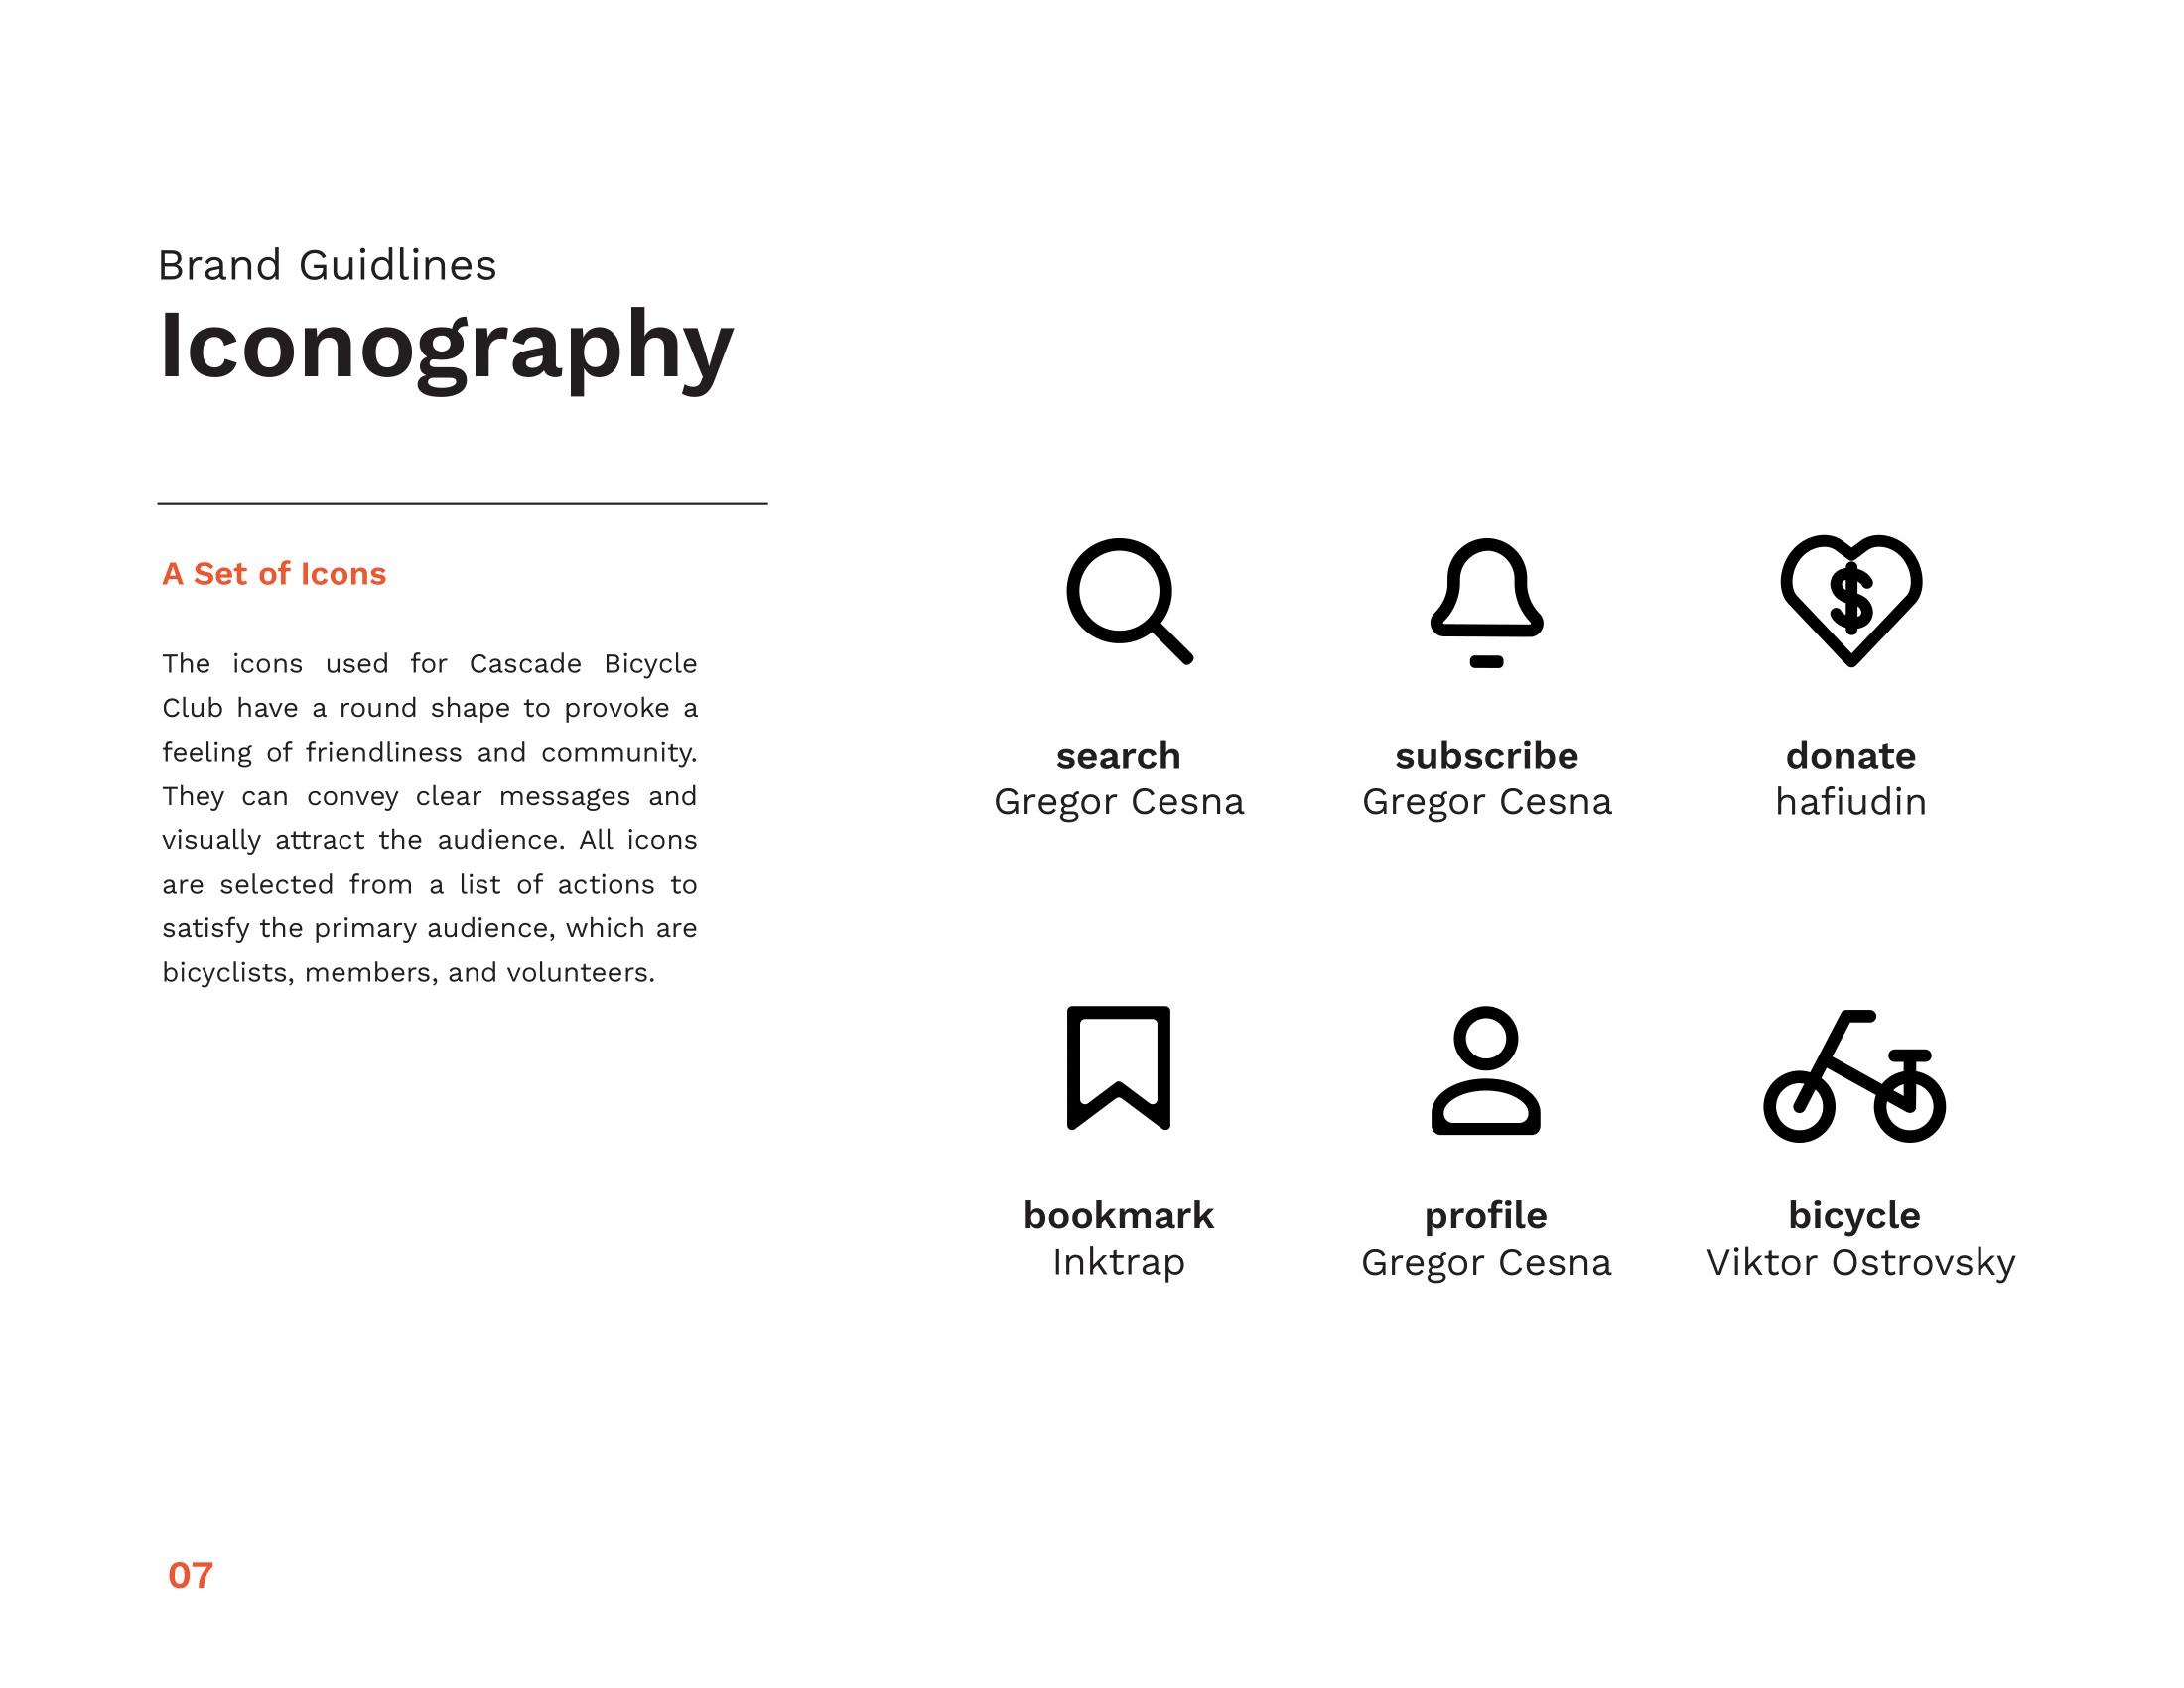 Brand Guidlines
Iconography
A Set of Icons
The icons used for Cascade Bicycle
Club have a round shape to provoke a
feeling of friendliness and community.
They can convey clear messages and
visually attract the audience. All icons
are selected from a list of actions to
satisfy the primary audience, which are
bicyclists, members, and volunteers.
search
Gregor Cesna
subscribe
Gregor Cesna
$
donate
hafiudin
bookmark
Inktrap
profile
Gregor Cesna
bicycle
Viktor Ostrovsky
07